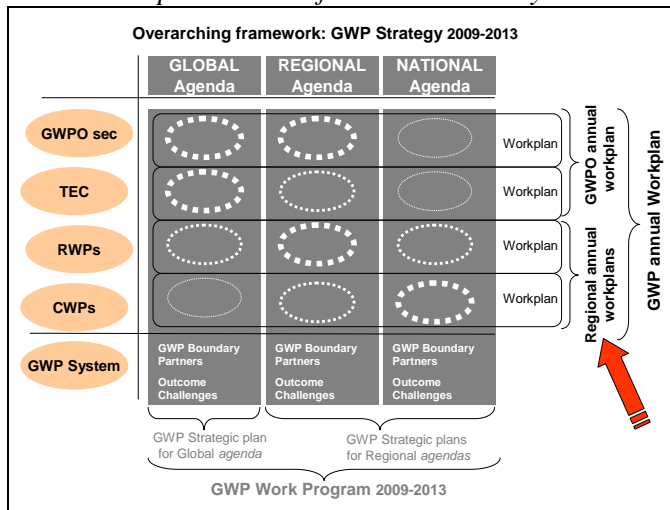 Overarching framework: GWP Strategy 2009-2013
GLOBAL
Agenda
REGIONAL
Agenda
NATIONAL
Agenda
GWPO sec
Workplan
TEC
Workplan
RWPs
Workplan
CWPs
Workplan
GWPO annual
workplan
Regional annual
workplans
GWP annual Workplan
GWP System
GWP Boundary
Partners
Outcome
Challenges
GWP Boundary
Partners
Outcome
Challenges
GWP Boundary
Partners
Outcome
Challenges
GWP Strategic plan
for Global agenda
GWP Strategic plans
for Regional agendas
GWP Work Program 2009-2013